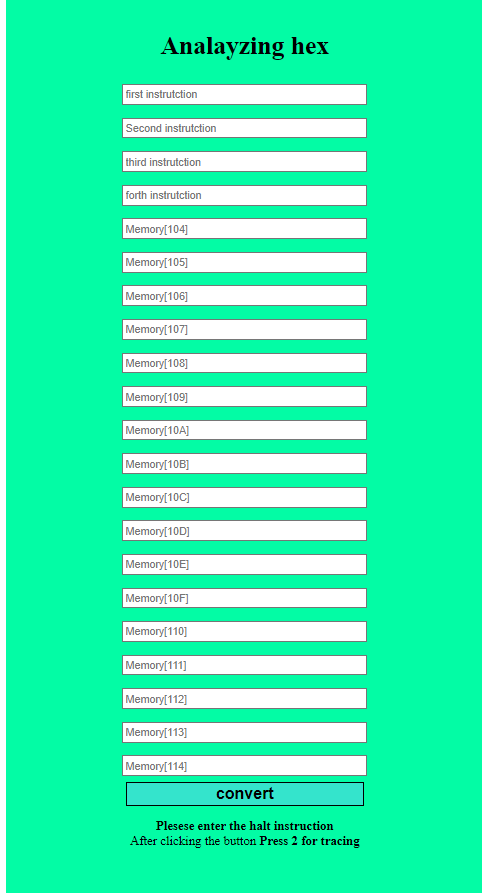 Analayzing hex
first instrutction
Second instrutction
third instrutction
forth instrutction
Memory[104]
Memory[105]
Memory[106]
Memory[107]
Memory[108]
Memory[109]
Memory[10A]
Memory[10B]
Memory[10C]
Memory[10D]
Memory[10E]
Memory[10F]
Memory[110]
Memory[111]
Memory[112]
Memory[113]
Memory[114]
convert
Plesese enter the halt instruction
After clicking the button Press 2 for tracing